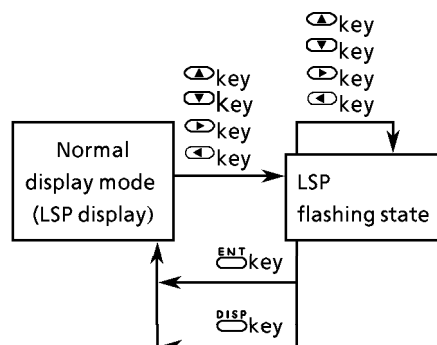 ▲key
▼key
▶key
◀key
▲key
▼key
▶key
◀key
Normal
display mode
(LSP display)
LSP
flashing state
ENT key
DISP key